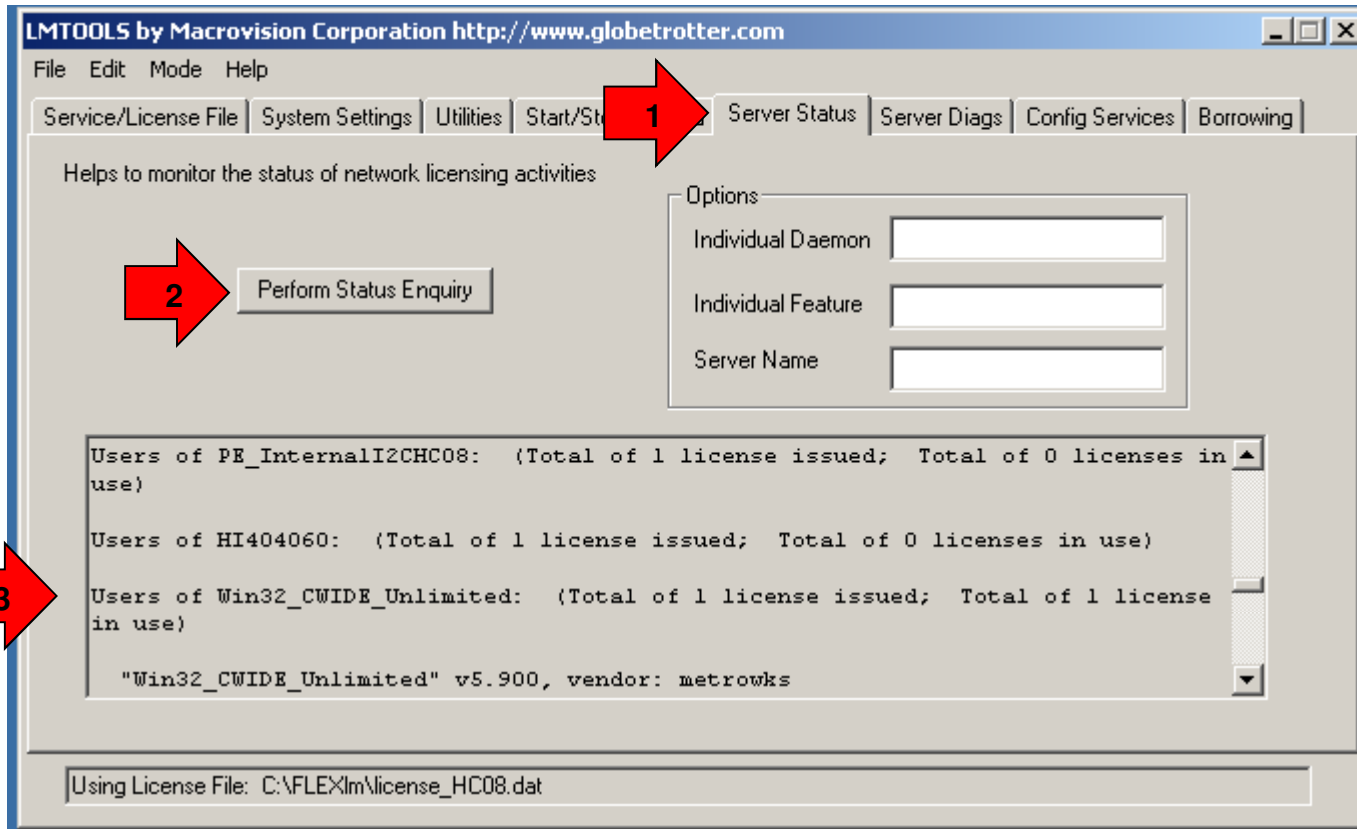 LMTOOLS by Macrovision Corporation http://www.globetrotter.com
File Edit Mode Help
Service/License File System Settings Utilities Start/St 1 Server Status Server Diags Config Services Borrowing
Helps to monitor the status of network licensing activities
Options
Individual Daemon
2 Perform Status Enquiry
Individual Feature
Server Name
Users of PE_InternalI2CHC08: (Total of 1 license issued; Total of 0 licenses in
use)
Users of HI404060: (Total of 1 license issued; Total of 0 licenses in use)
3 Users of Win32_CWIDE_Unlimited: (Total of 1 license issued; Total of 1 license
in use)
"Win32_CWIDE_Unlimited" v5.900, vendor: metrowks
Using License File: C:\FLEXlm\license_HC08.dat